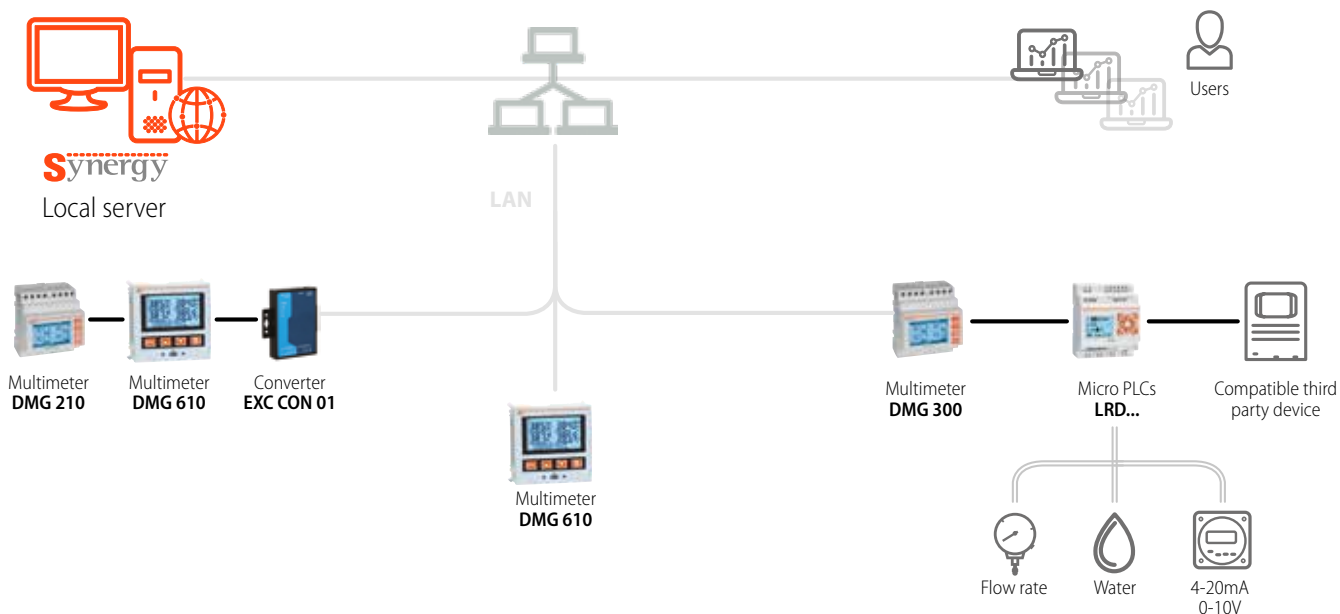 Users
Synergy
Local server
LAN
Multimeter
DMG 210
Multimeter
DMG 610
Converter
EXC CON 01
Multimeter
DMG 610
Multimeter
DMG 300
Micro PLCs
LRD...
Compatible third
party device
Flow rate
Water
4-20mA
0-10V